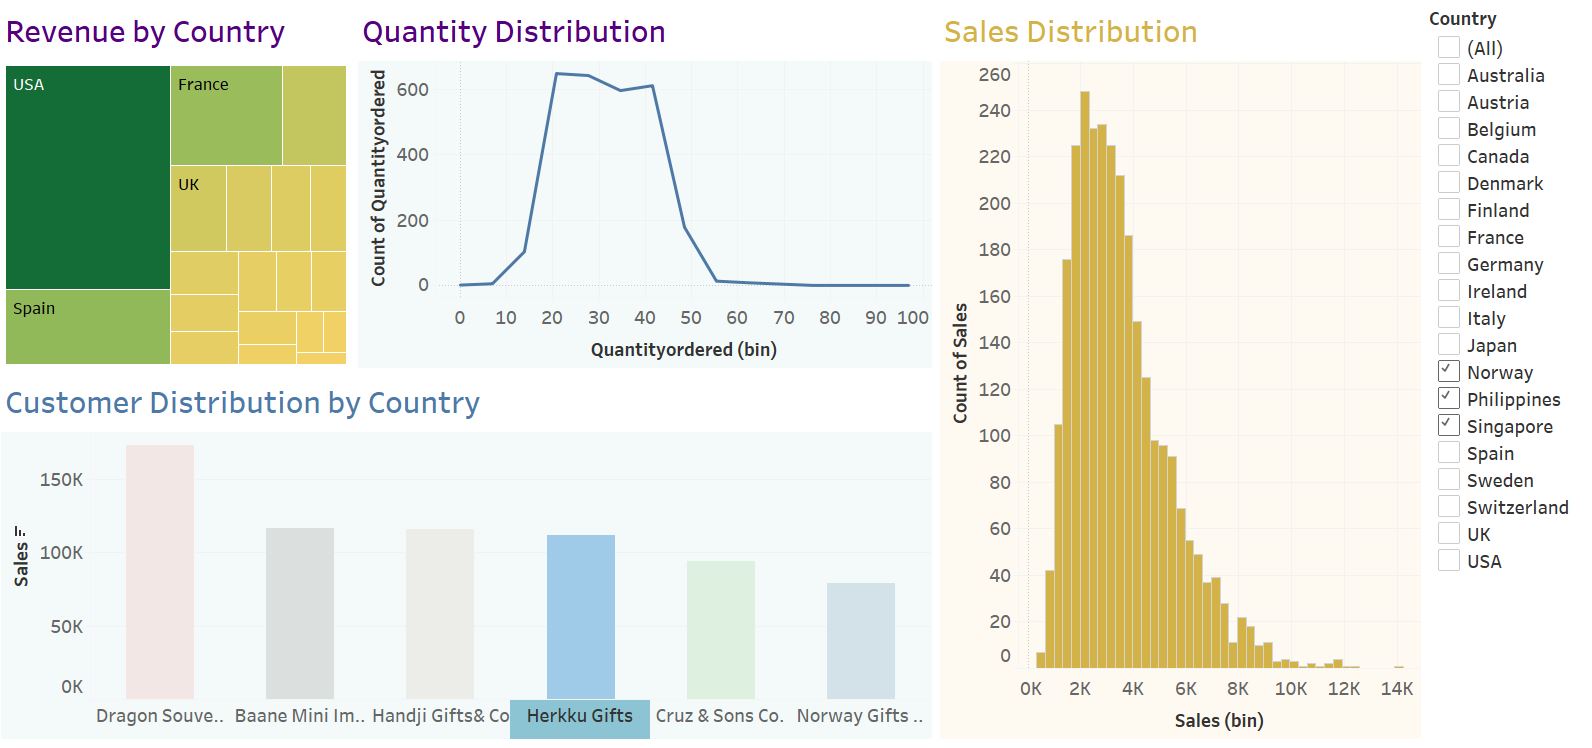 Revenue by Country
USA
France
UK
Spain
Quantity Distribution
Count of Quantityordered
600
400
200
0
0 10 20 30 40 50 60 70 80 90 100
Quantityordered (bin)
Customer Distribution by Country
Sales
150K
100K
50K
0K
Dragon Souve.. Baane Mini Im.. Handji Gifts& Co Herkku Gifts Cruz & Sons Co. Norway Gifts ..
Sales Distribution
Count of Sales
260
240
220
200
180
160
140
120
100
80
60
40
20
0
0K 2K 4K 6K 8K 10K 12K 14K
Sales (bin)
Country
(All)
Australia
Austria
Belgium
Canada
Denmark
Finland
France
Germany
Ireland
Italy
Japan
Norway
Philippines
Singapore
Spain
Sweden
Switzerland
UK
USA